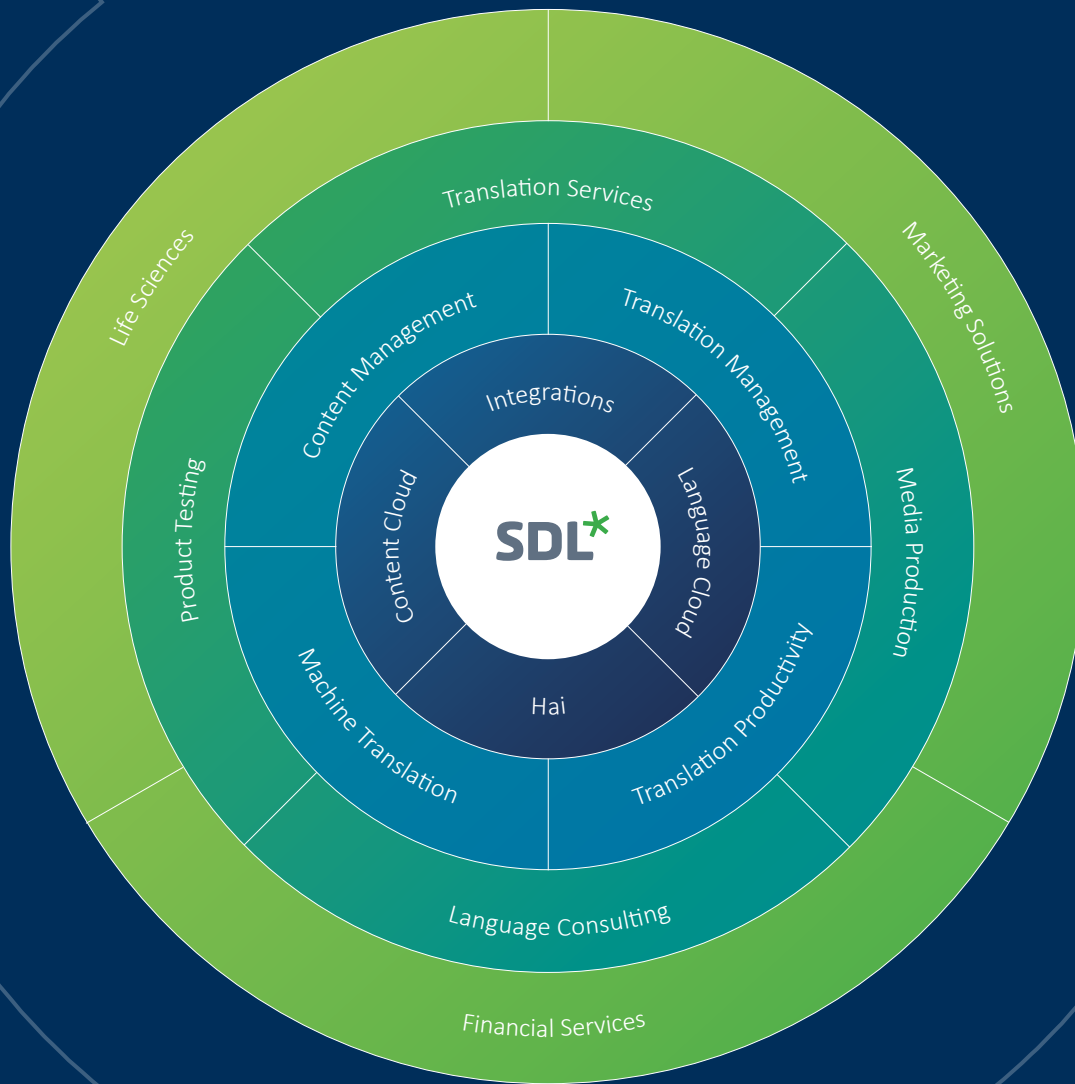 Translation Services
Life Sciences
Marketing Solutions
Content Management
Translation Management
Integrations
Product Testing
Content Cloud
SDL*
Language Cloud
Media Production
Machine Translation
Hai
Translation Productivity
Language Consulting
Financial Services